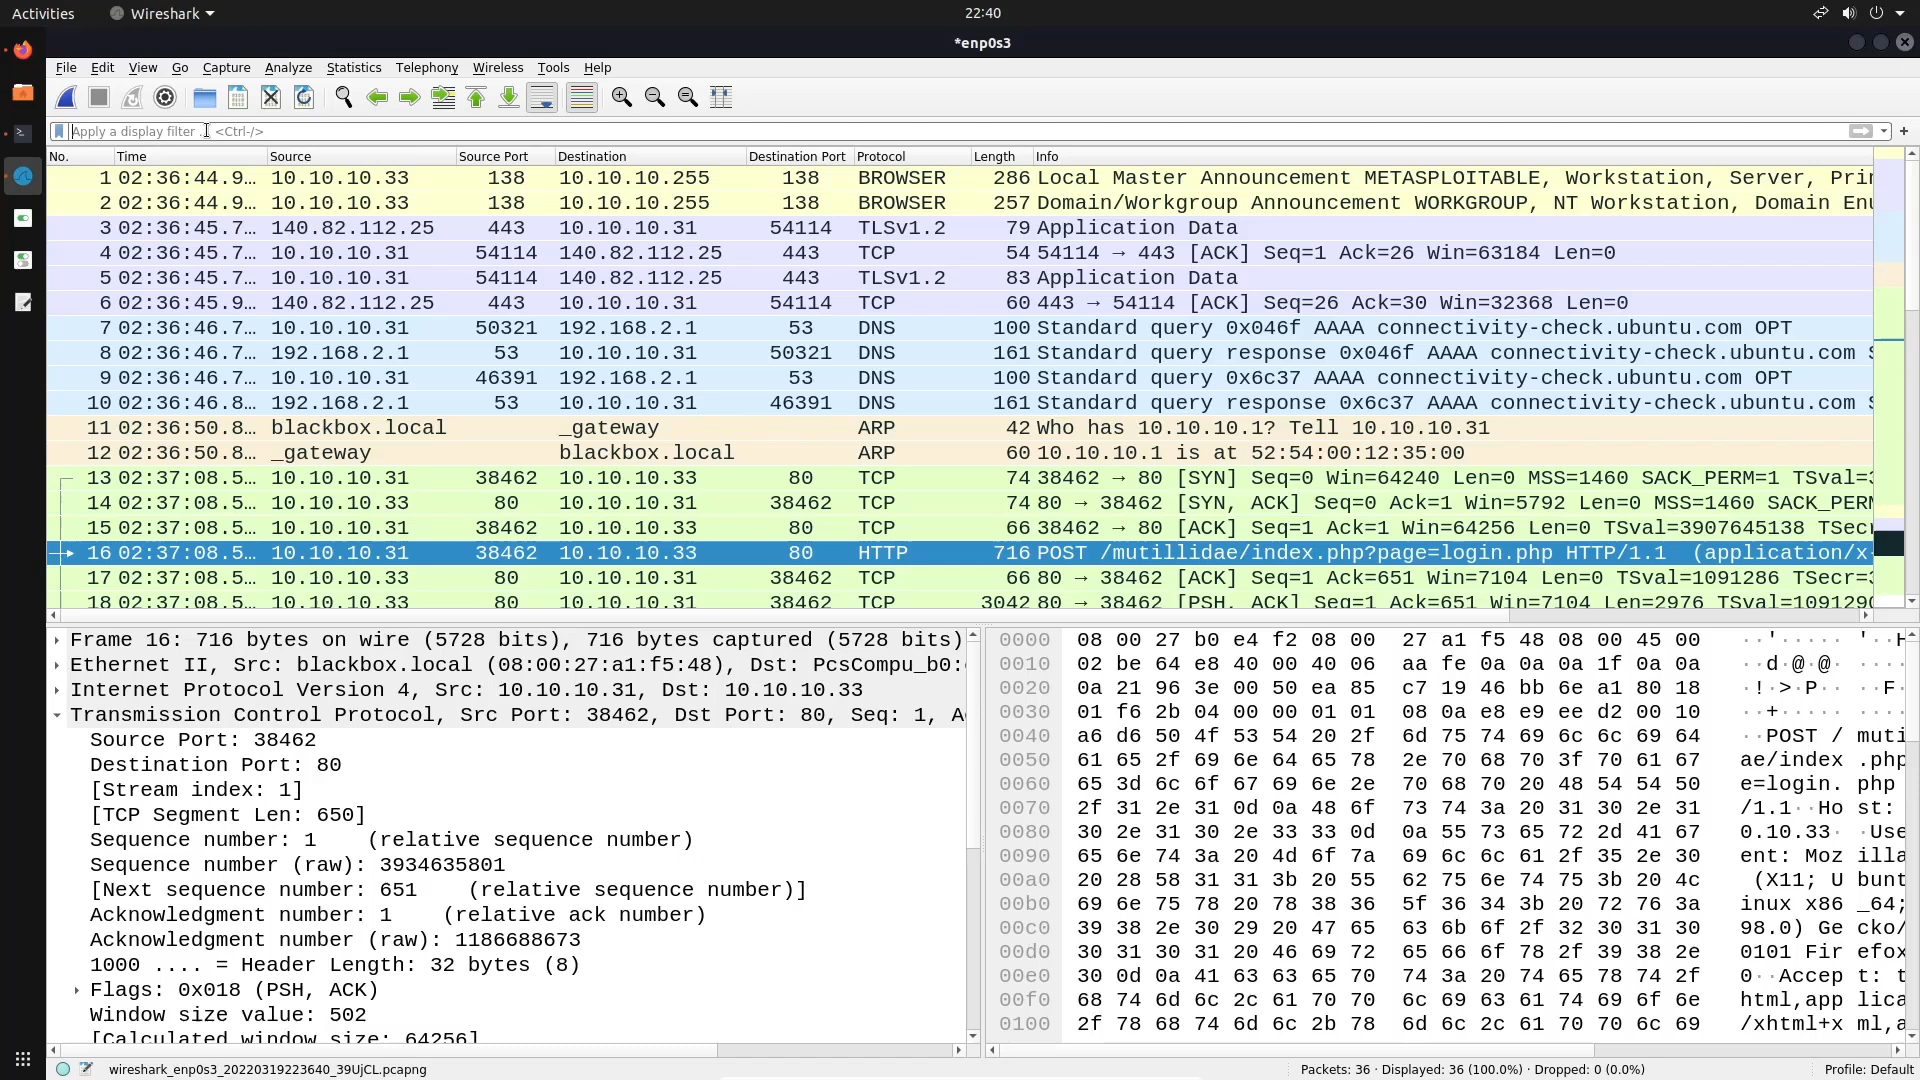 Activities Wireshark 22:40
*enp0s3
File Edit View Go Capture Analyze Statistics Telephony Wireless Tools Help
Apply a display filter … <Ctrl-/>
No. Time Source Source Port Destination Destination Port Protocol Length Info
1 02:36:44.9… 10.10.10.33 138 10.10.10.255 138 BROWSER 286 Local Master Announcement METASPLOITABLE, Workstation, Server, Prin
2 02:36:44.9… 10.10.10.33 138 10.10.10.255 138 BROWSER 257 Domain/Workgroup Announcement WORKGROUP, NT Workstation, Domain Enu
3 02:36:45.7… 140.82.112.25 443 10.10.10.31 54114 TLSv1.2 79 Application Data
4 02:36:45.7… 10.10.10.31 54114 140.82.112.25 443 TCP 54 54114 → 443 [ACK] Seq=1 Ack=26 Win=63184 Len=0
5 02:36:45.7… 10.10.10.31 54114 140.82.112.25 443 TLSv1.2 83 Application Data
6 02:36:45.9… 140.82.112.25 443 10.10.10.31 54114 TCP 60 443 → 54114 [ACK] Seq=26 Ack=30 Win=32368 Len=0
7 02:36:46.7… 10.10.10.31 50321 192.168.2.1 53 DNS 100 Standard query 0x046f AAAA connectivity-check.ubuntu.com OPT
8 02:36:46.7… 192.168.2.1 53 10.10.10.31 50321 DNS 161 Standard query response 0x046f AAAA connectivity-check.ubuntu.com S
9 02:36:46.7… 10.10.10.31 46391 192.168.2.1 53 DNS 100 Standard query 0x6c37 AAAA connectivity-check.ubuntu.com OPT
10 02:36:46.8… 192.168.2.1 53 10.10.10.31 46391 DNS 161 Standard query response 0x6c37 AAAA connectivity-check.ubuntu.com S
11 02:36:50.8… blackbox.local _gateway ARP 42 Who has 10.10.10.1? Tell 10.10.10.31
12 02:36:50.8… _gateway blackbox.local ARP 60 10.10.10.1 is at 52:54:00:12:35:00
13 02:37:08.5… 10.10.10.31 38462 10.10.10.33 80 TCP 74 38462 → 80 [SYN] Seq=0 Win=64240 Len=0 MSS=1460 SACK_PERM=1 TSval=3
14 02:37:08.5… 10.10.10.33 80 10.10.10.31 38462 TCP 74 80 → 38462 [SYN, ACK] Seq=0 Ack=1 Win=5792 Len=0 MSS=1460 SACK_PERM
15 02:37:08.5… 10.10.10.31 38462 10.10.10.33 80 TCP 66 38462 → 80 [ACK] Seq=1 Ack=1 Win=64256 Len=0 TSval=3907645138 TSecr
16 02:37:08.5… 10.10.10.31 38462 10.10.10.33 80 HTTP 716 POST /mutillidae/index.php?page=login.php HTTP/1.1 (application/x-
17 02:37:08.5… 10.10.10.33 80 10.10.10.31 38462 TCP 66 80 → 38462 [ACK] Seq=1 Ack=651 Win=7104 Len=0 TSval=1091286 TSecr=3
18 02:37:08.5… 10.10.10.33 80 10.10.10.31 38462 TCP 3042 80 → 38462 [PSH, ACK] Seq=1 Ack=651 Win=7104 Len=2976 TSval=1091290
Frame 16: 716 bytes on wire (5728 bits), 716 bytes captured (5728 bits)
Ethernet II, Src: blackbox.local (08:00:27:a1:f5:48), Dst: PcsCompu_b0:
Internet Protocol Version 4, Src: 10.10.10.31, Dst: 10.10.10.33
Transmission Control Protocol, Src Port: 38462, Dst Port: 80, Seq: 1, A
Source Port: 38462
Destination Port: 80
[Stream index: 1]
[TCP Segment Len: 650]
Sequence number: 1 (relative sequence number)
Sequence number (raw): 3934635801
[Next sequence number: 651 (relative sequence number)]
Acknowledgment number: 1 (relative ack number)
Acknowledgment number (raw): 1186688673
1000 .... = Header Length: 32 bytes (8)
Flags: 0x018 (PSH, ACK)
Window size value: 502
[Calculated window size: 64256]
0000 08 00 27 b0 e4 f2 08 00 27 a1 f5 48 08 00 45 00 ··'····· '··H
0010 02 be 64 e8 40 00 40 06 aa fe 0a 0a 0a 1f 0a 0a ··d·@·@· ····
0020 0a 21 96 3e 00 50 ea 85 c7 19 46 bb 6e a1 80 18 ·!·>·P·· ··F·
0030 01 f6 2b 04 00 00 01 01 08 0a e8 e9 ee d2 00 10 ··+····· ····
0040 a6 d6 50 4f 53 54 20 2f 6d 75 74 69 6c 6c 69 64 ··POST / muti
0050 61 65 2f 69 6e 64 65 78 2e 70 68 70 3f 70 61 67 ae/index .php
0060 65 3d 6c 6f 67 69 6e 2e 70 68 70 20 48 54 54 50 e=login. php
0070 2f 31 2e 31 0d 0a 48 6f 73 74 3a 20 31 30 2e 31 /1.1··Ho st:
0080 30 2e 31 30 2e 33 33 0d 0a 55 73 65 72 2d 41 67 0.10.33· ·Use
0090 65 6e 74 3a 20 4d 6f 7a 69 6c 6c 61 2f 35 2e 30 ent: Moz illa
00a0 20 28 58 31 31 3b 20 55 62 75 6e 74 75 3b 20 4c (X11; U bunt
00b0 69 6e 75 78 20 78 38 36 5f 36 34 3b 20 72 76 3a inux x86 _64;
00c0 39 38 2e 30 29 20 47 65 63 6b 6f 2f 32 30 31 30 98.0) Ge cko/
00d0 30 31 30 31 20 46 69 72 65 66 6f 78 2f 39 38 2e 0101 Fir efox
00e0 30 0d 0a 41 63 63 65 70 74 3a 20 74 65 78 74 2f 0··Accep t: t
00f0 68 74 6d 6c 2c 61 70 70 6c 69 63 61 74 69 6f 6e html,app lica
0100 2f 78 68 74 6d 6c 2b 78 6d 6c 2c 61 70 70 6c 69 /xhtml+x ml,a
wireshark_enp0s3_20220319223640_39UjCL.pcapng Packets: 36 · Displayed: 36 (100.0%) · Dropped: 0 (0.0%) Profile: Default